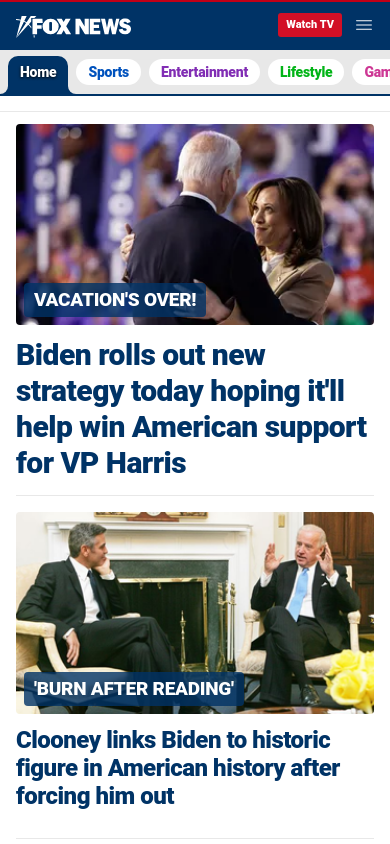 FOX NEWS
Watch TV
Home
Sports
Entertainment
Lifestyle
Gam
VACATION'S OVER!
Biden rolls out new
strategy today hoping it'll
help win American support
for VP Harris
'BURN AFTER READING'
Clooney links Biden to historic
figure in American history after
forcing him out